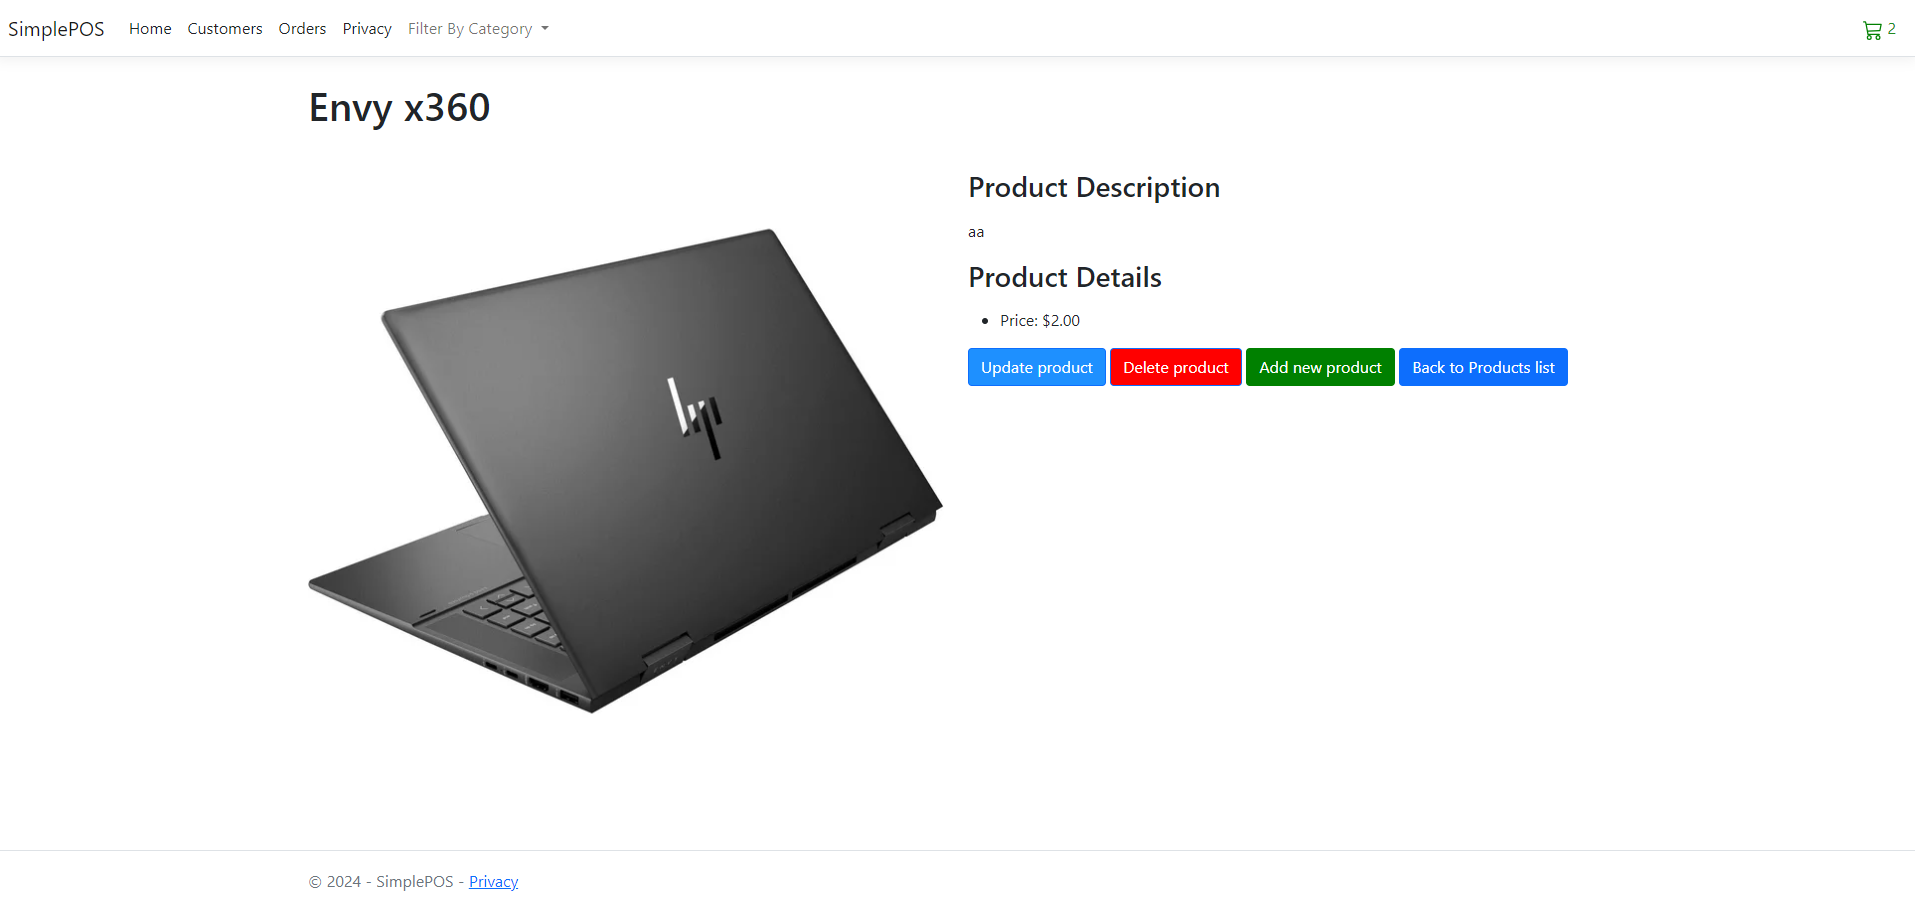 SimplePOS Home Customers Orders Privacy Filter By Category 2
Envy x360
Product Description
aa
Product Details
Price: $2.00
Update product Delete product Add new product Back to Products list
hp
© 2024 - SimplePOS - Privacy